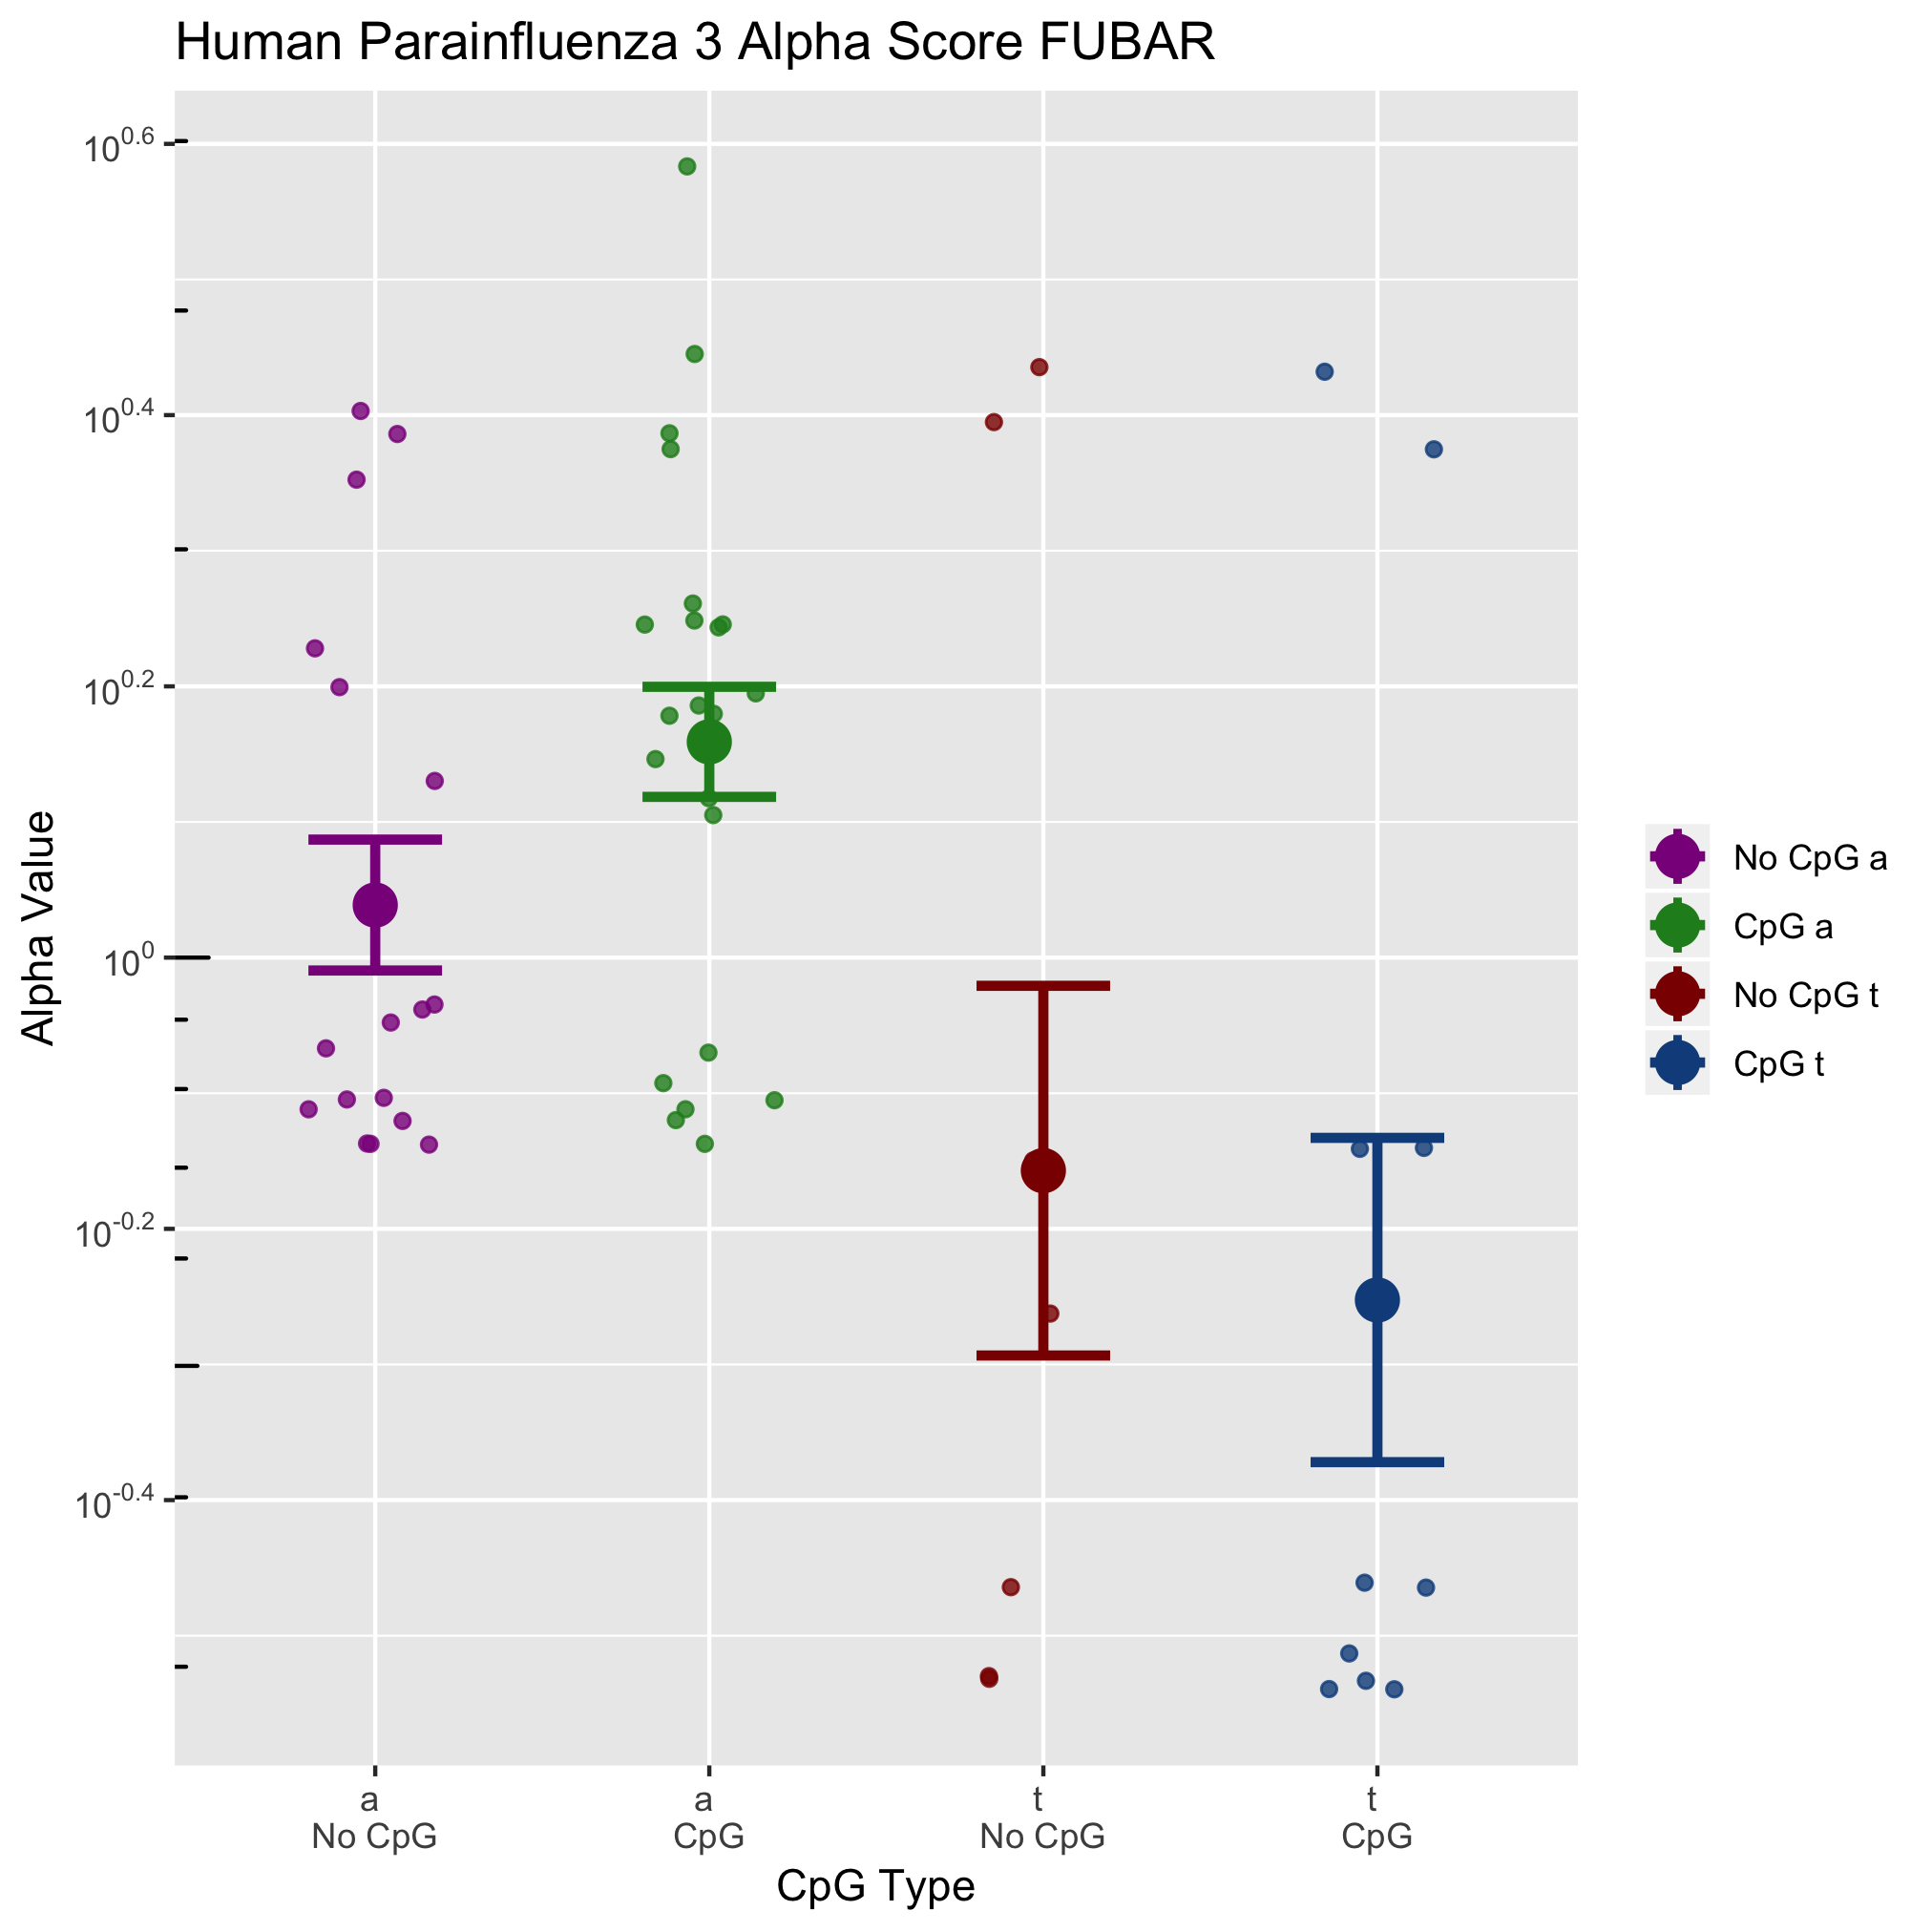 Human Parainfluenza 3 Alpha Score FUBAR
10^0.6
10^0.4
10^0.2
10^0
10^-0.2
10^-0.4
Alpha Value
No CpG a
CpG a
No CpG t
CpG t
a
No CpG
a
CpG
t
No CpG
t
CpG
CpG Type